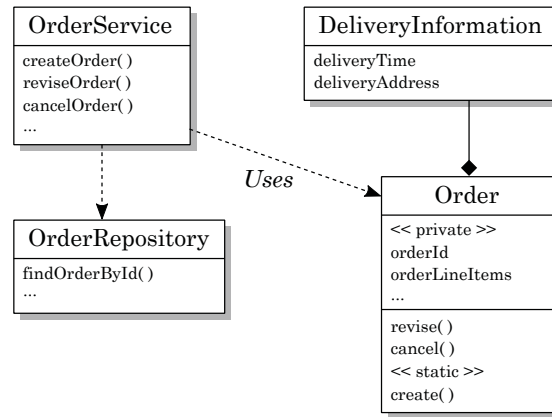 OrderService
createOrder( )
reviseOrder( )
cancelOrder( )
...
DeliveryInformation
deliveryTime
deliveryAddress
Uses
OrderRepository
findOrderById( )
...
Order
<< private >>
orderId
orderLineItems
...
revise( )
cancel( )
<< static >>
create( )